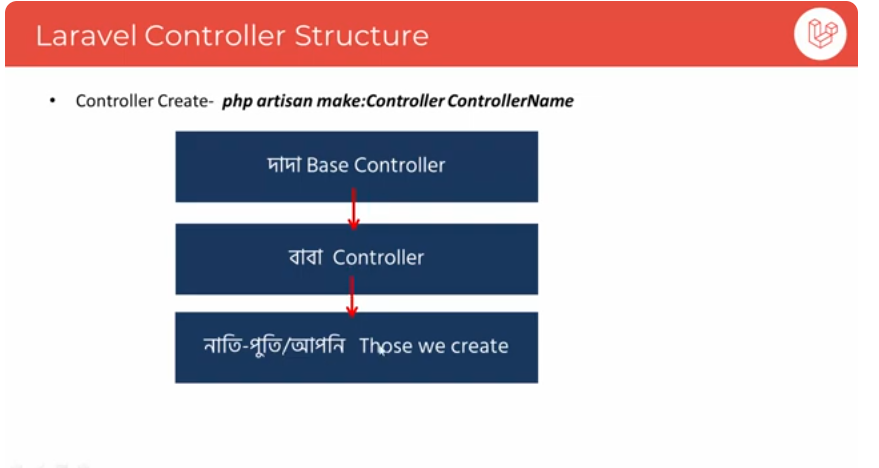 Laravel Controller Structure
• Controller Create- php artisan make:Controller ControllerName
দাদা Base Controller
বাবা Controller
নাতি-পুতি/আপনি Those we create